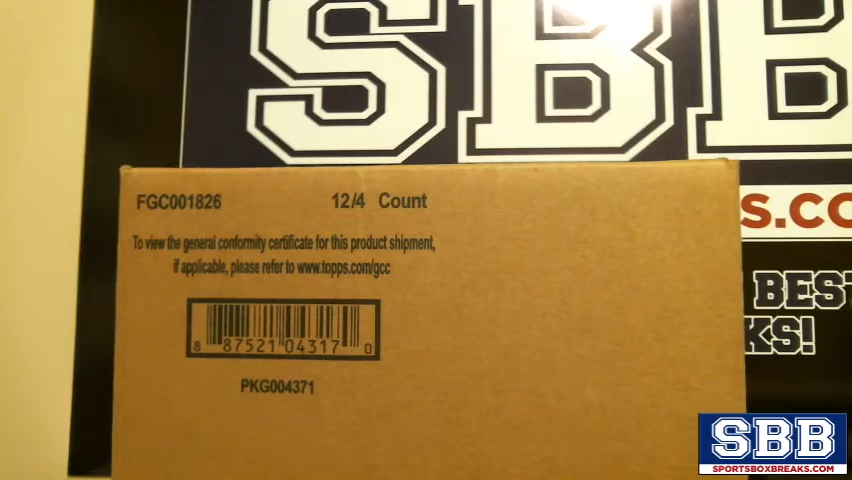 SBB
S.CO
BEST
KS!
FGC001826 12/4 Count
To view the general conformity certificate for this product shipment,
if applicable, please refer to www.topps.com/gcc
8 87521 04317 0
PKG004371
SBB
SPORTSBOXBREAKS.COM